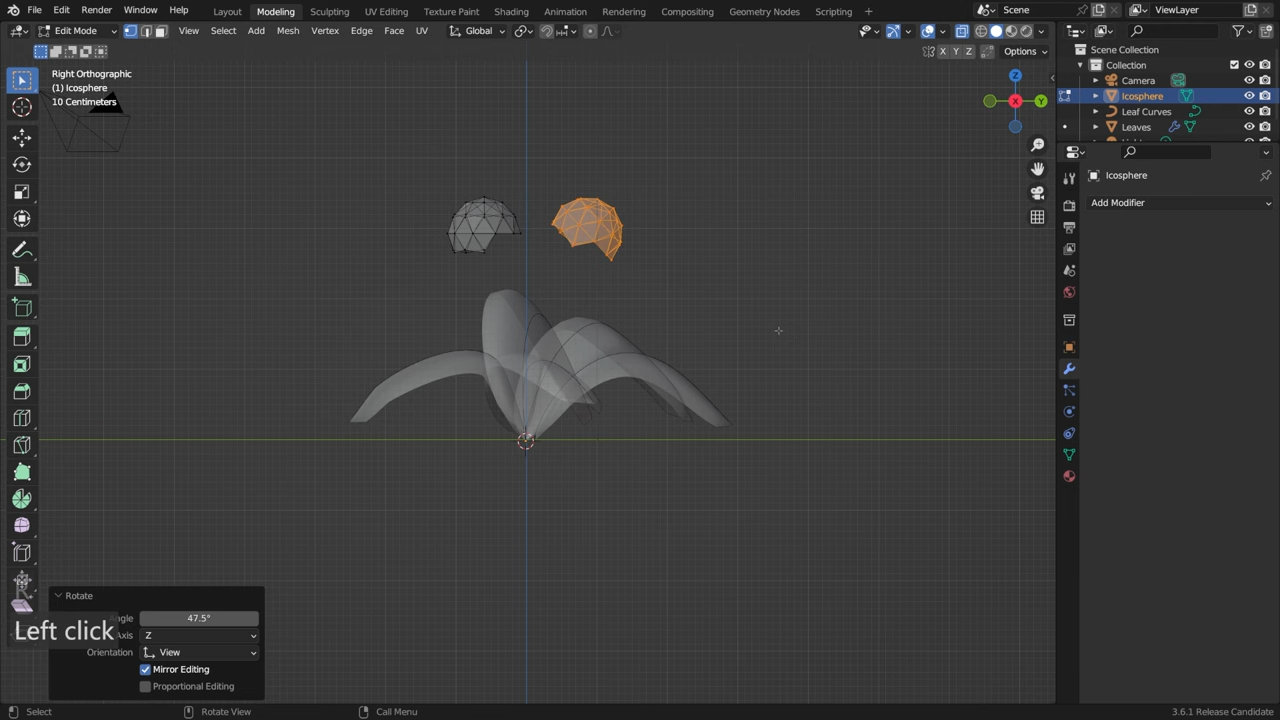 File Edit Render Window Help Layout Modeling Sculpting UV Editing Texture Paint Shading Animation Rendering Compositing Geometry Nodes Scripting + Scene ViewLayer
Edit Mode View Select Add Mesh Vertex Edge Face UV Global
X Y Z Options
Right Orthographic
(1) Icosphere
10 Centimeters
Z
X
Y
Scene Collection
Collection
Camera
Icosphere
Leaf Curves
Leaves
Icosphere
Add Modifier
Rotate
Angle 47.5°
Axis Z
Orientation View
Mirror Editing
Proportional Editing
Left click
Select Rotate View Call Menu 3.6.1 Release Candidate